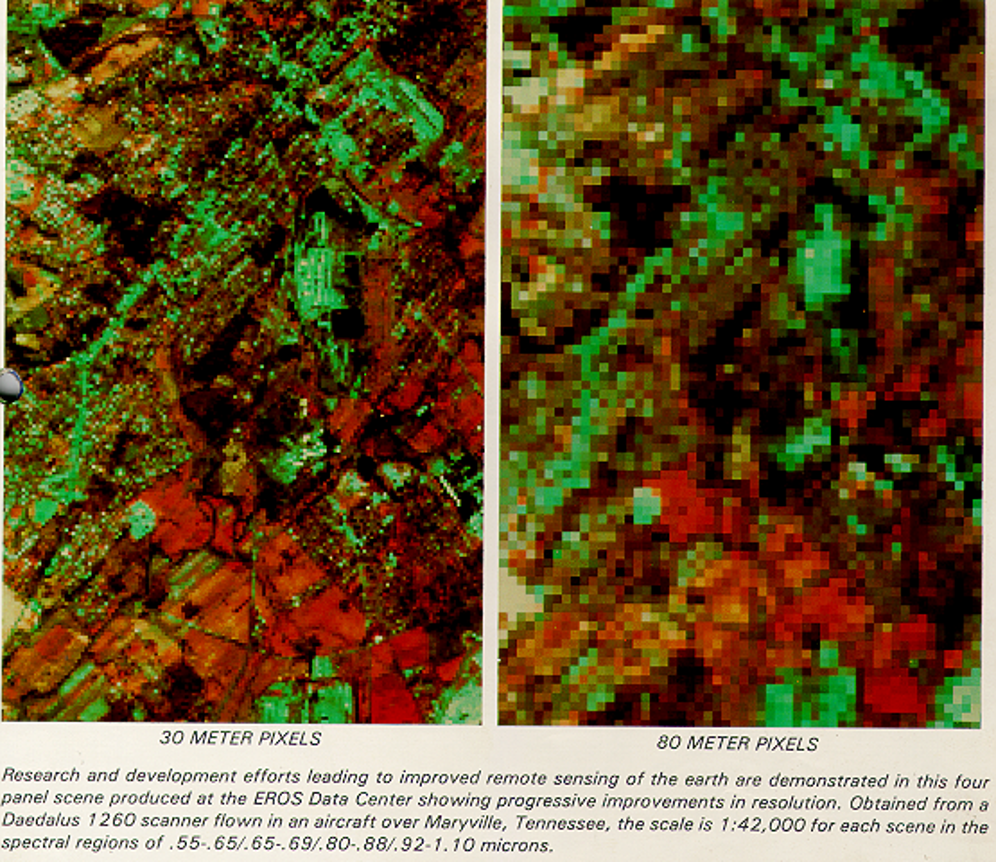 30 METER PIXELS
80 METER PIXELS
Research and development efforts leading to improved remote sensing of the earth are demonstrated in this four
panel scene produced at the EROS Data Center showing progressive improvements in resolution. Obtained from a
Daedalus 1260 scanner flown in an aircraft over Maryville, Tennessee, the scale is 1:42,000 for each scene in the
spectral regions of .55-.65/.65-.69/.80-.88/.92-1.10 microns.